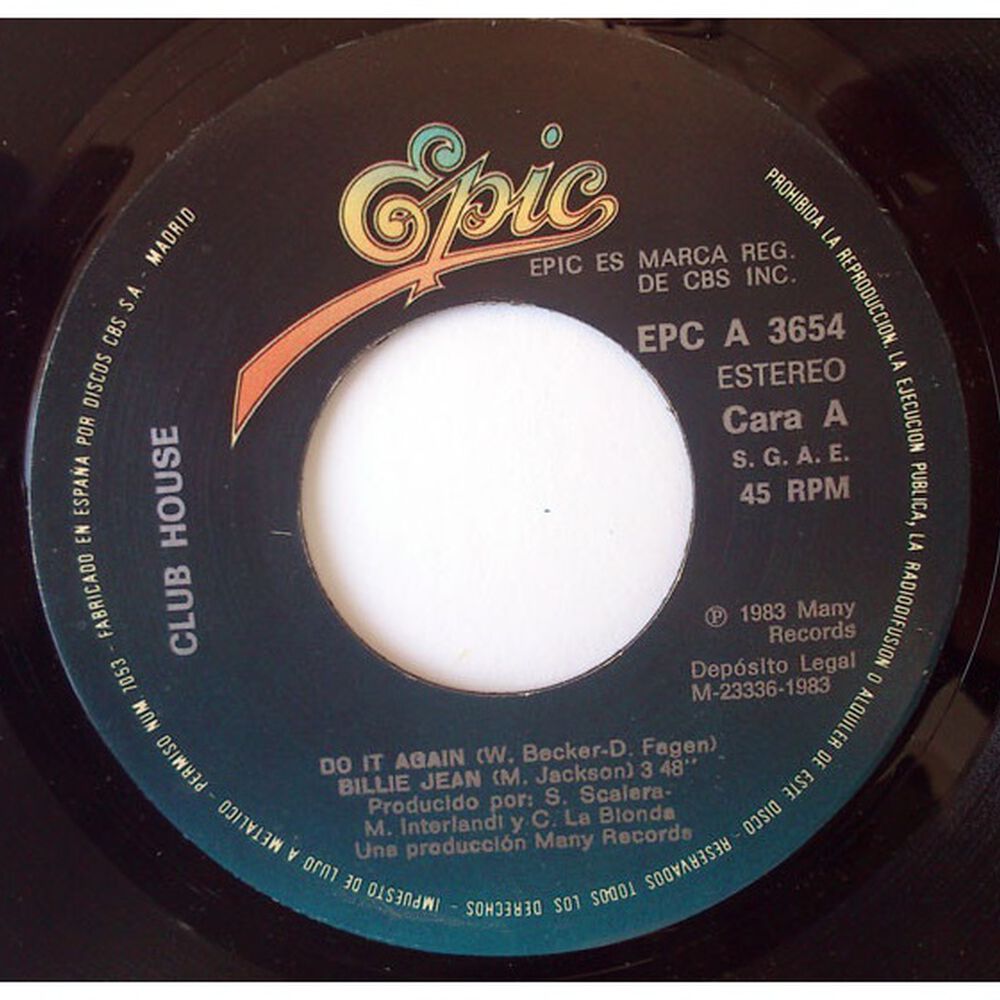 Epic
EPIC ES MARCA REG.
DE CBS INC.
EPC A 3654
ESTEREO
Cara A
S. G. A. E.
45 RPM
CLUB HOUSE
℗ 1983 Many
Records
Depósito Legal
M-23336-1983
DO IT AGAIN (W. Becker-D. Fagen)
BILLIE JEAN (M. Jackson) 3 48"
Producido por: S. Scalera-
M. Interlandi y C. La Bionda
Una producción Many Records
PROHIBIDA LA REPRODUCCION, LA EJECUCION PUBLICA, LA RADIODIFUSION O ALQUILER DE ESTE DISCO - RESERVADOS TODOS LOS DERECHOS - IMPUESTO DE LUJO A METALICO - PERMISO NUM. 7053 - FABRICADO EN ESPAÑA POR DISCOS CBS S.A. - MADRID